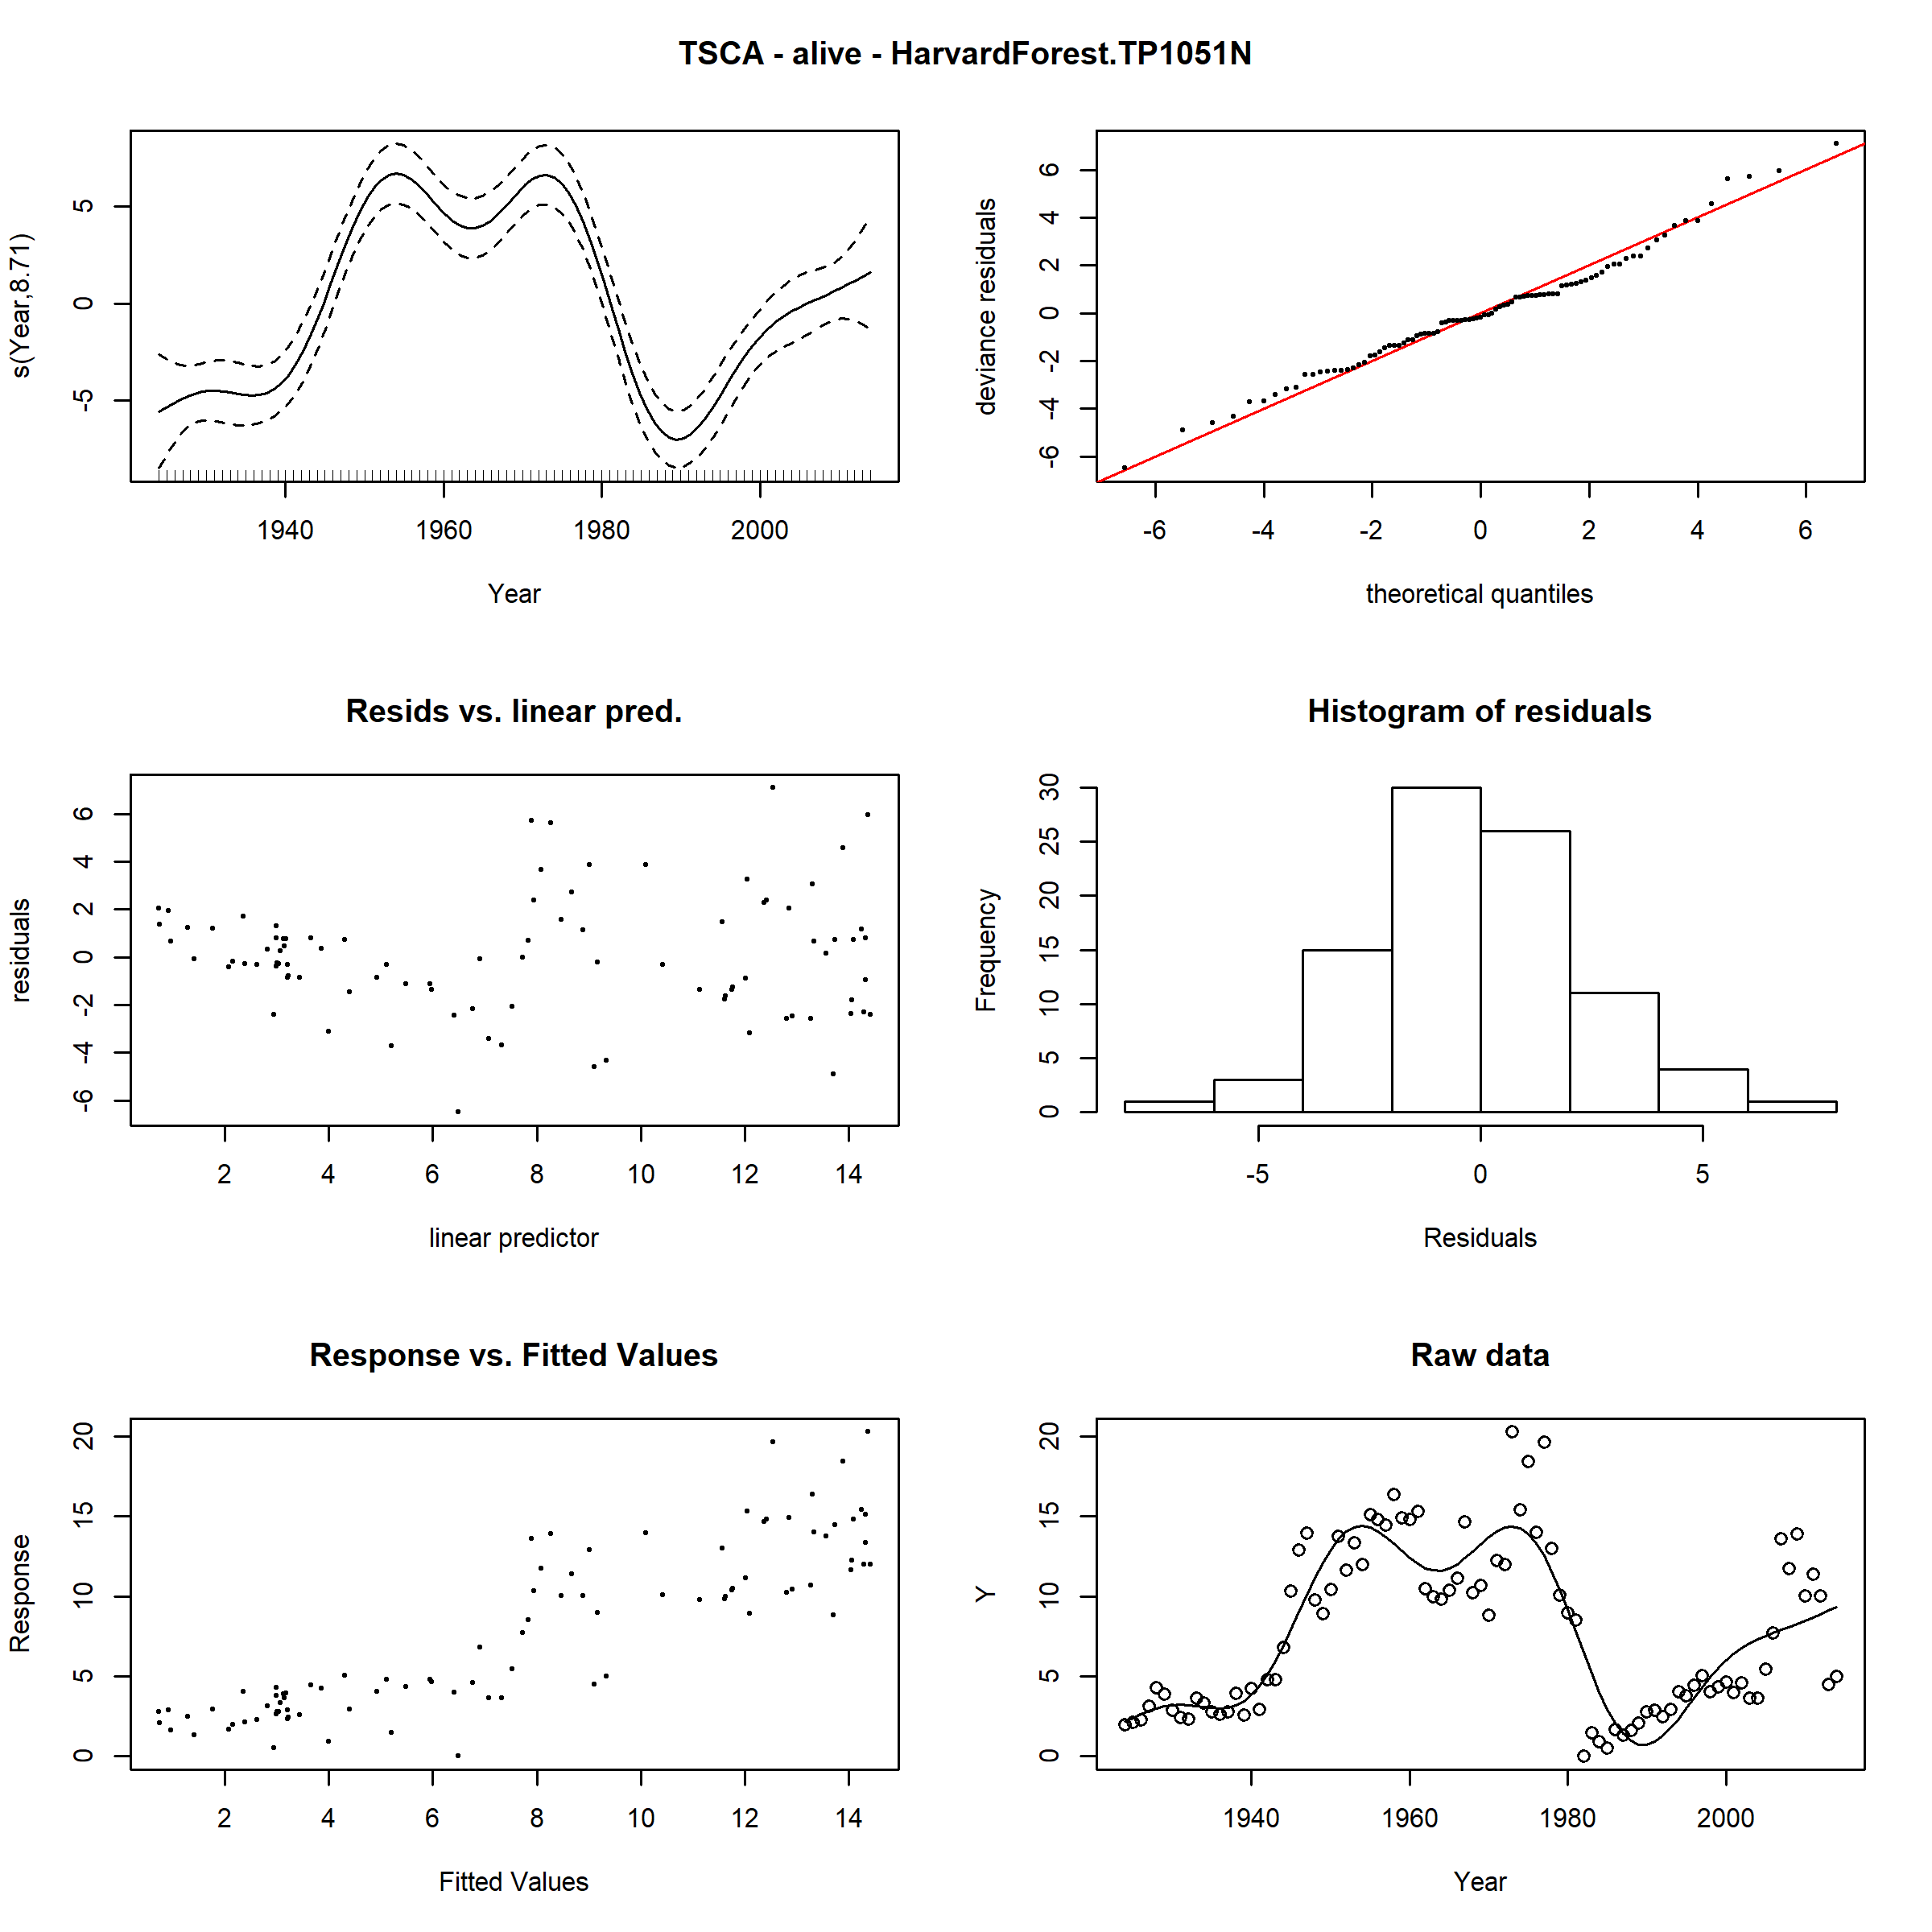 TSCA - alive - HarvardForest.TP1051N
s(Year,8.71)
5
0
-5
1940 1960 1980 2000
Year
deviance residuals
6
4
2
0
-2
-4
-6
-6 -4 -2 0 2 4 6
theoretical quantiles
Resids vs. linear pred.
residuals
6
4
2
0
-2
-4
-6
2 4 6 8 10 12 14
linear predictor
Histogram of residuals
Frequency
30
25
20
15
10
5
0
-5 0 5
Residuals
Response vs. Fitted Values
Response
20
15
10
5
0
2 4 6 8 10 12 14
Fitted Values
Raw data
Y
20
15
10
5
0
1940 1960 1980 2000
Year